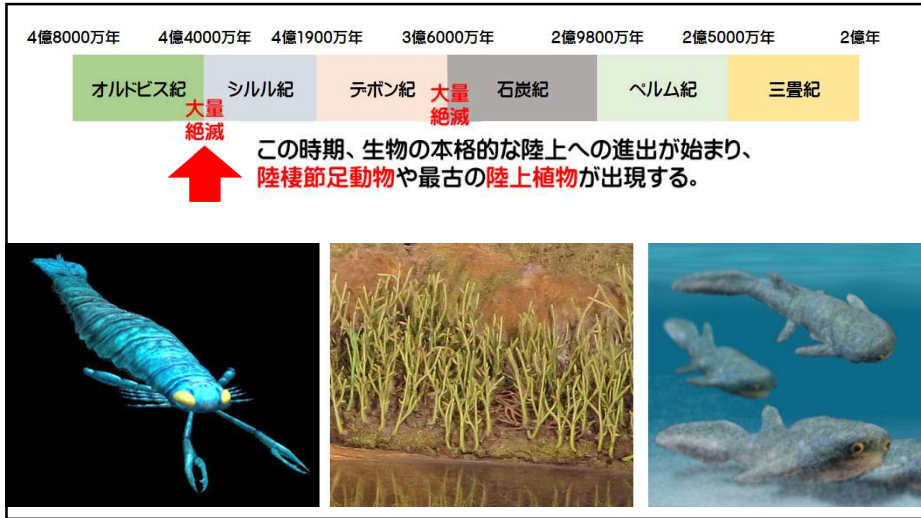 4億8000万年 4億4000万年 4億1900万年 3億6000万年 2億9800万年 2億5000万年 2億年
オルドビス紀 シルル紀 デボン紀 石炭紀 ペルム紀 三畳紀
大量 大量
絶滅 絶滅
この時期、生物の本格的な陸上への進出が始まり、
陸棲節足動物や最古の陸上植物が出現する。